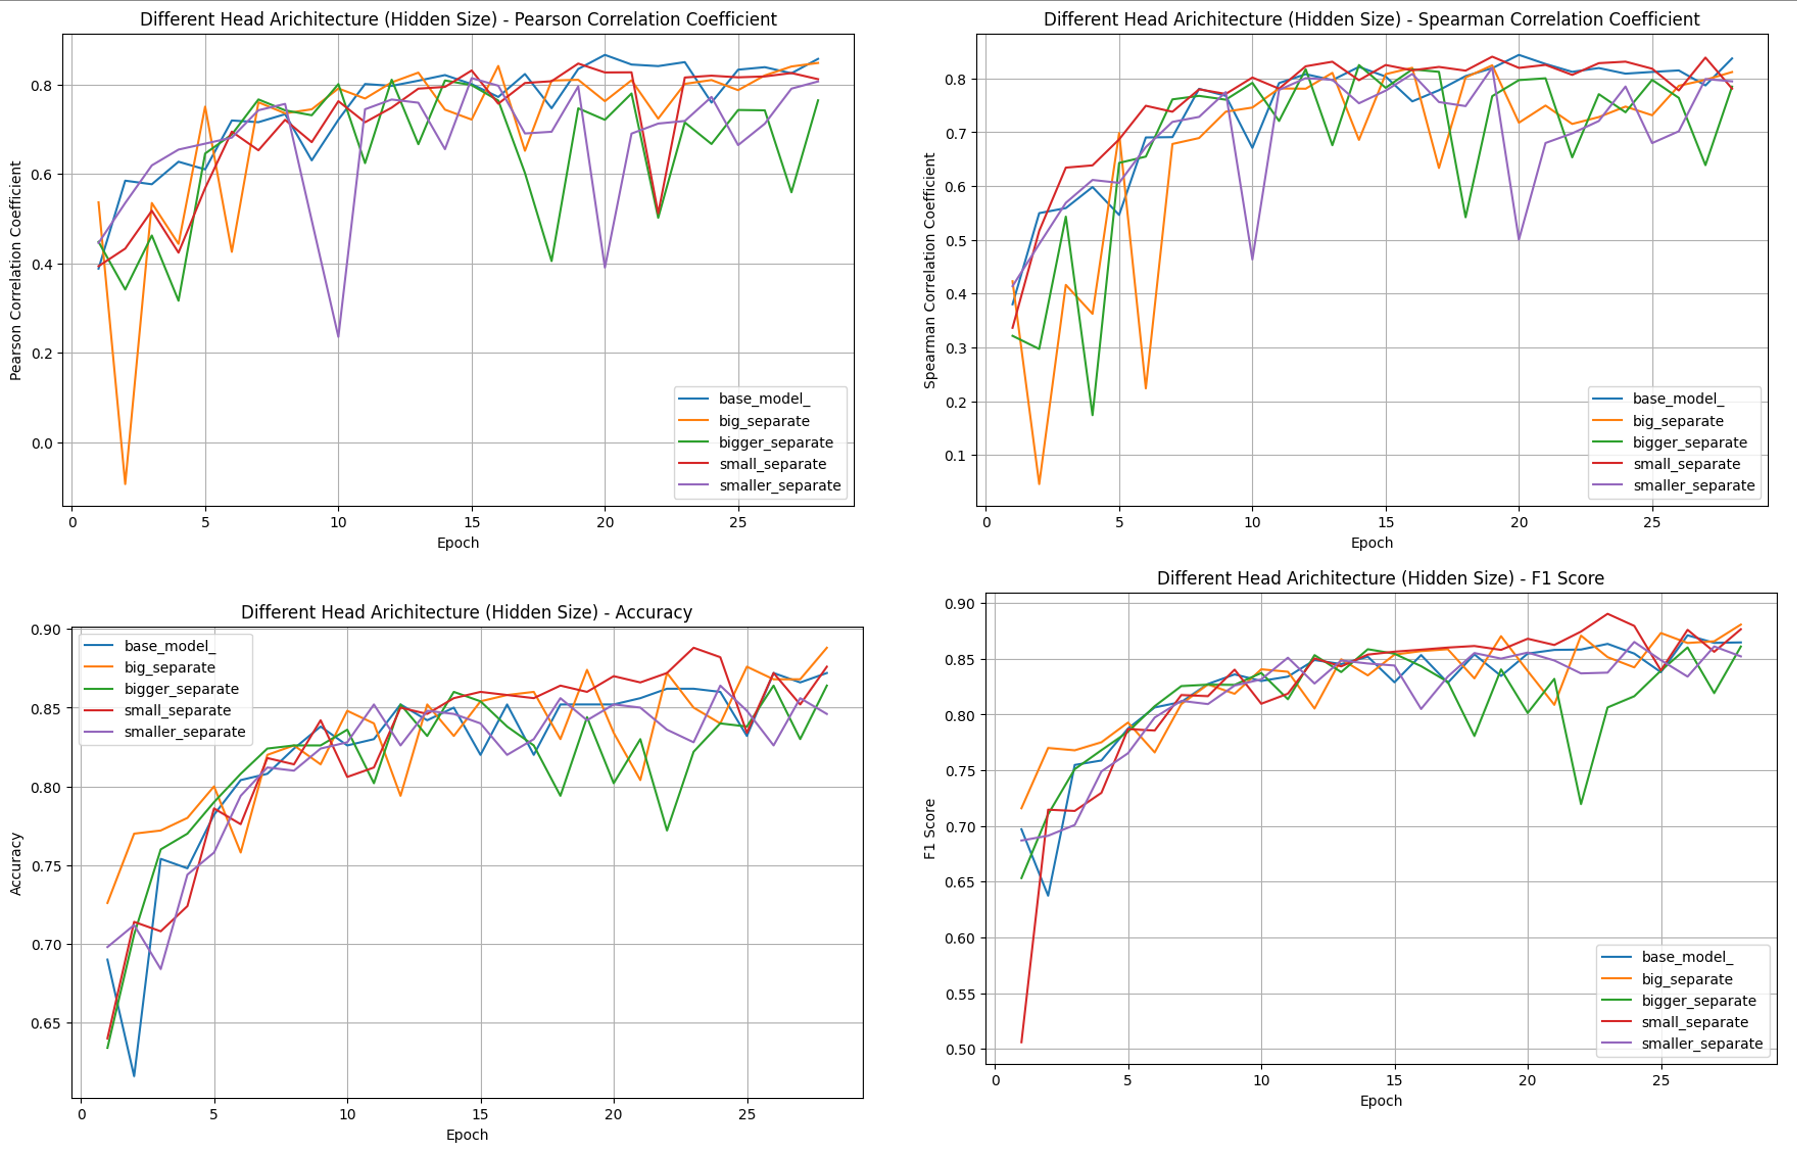 Different Head Arichitecture (Hidden Size) - Pearson Correlation Coefficient
Pearson Correlation Coefficient
0.8
0.6
0.4
0.2
0.0
0 5 10 15 20 25
Epoch
base_model_
big_separate
bigger_separate
small_separate
smaller_separate
Different Head Arichitecture (Hidden Size) - Spearman Correlation Coefficient
Spearman Correlation Coefficient
0.8
0.7
0.6
0.5
0.4
0.3
0.2
0.1
0 5 10 15 20 25
Epoch
base_model_
big_separate
bigger_separate
small_separate
smaller_separate
Different Head Arichitecture (Hidden Size) - Accuracy
Accuracy
0.90
0.85
0.80
0.75
0.70
0.65
0 5 10 15 20 25
Epoch
base_model_
big_separate
bigger_separate
small_separate
smaller_separate
Different Head Arichitecture (Hidden Size) - F1 Score
F1 Score
0.90
0.85
0.80
0.75
0.70
0.65
0.60
0.55
0.50
0 5 10 15 20 25
Epoch
base_model_
big_separate
bigger_separate
small_separate
smaller_separate